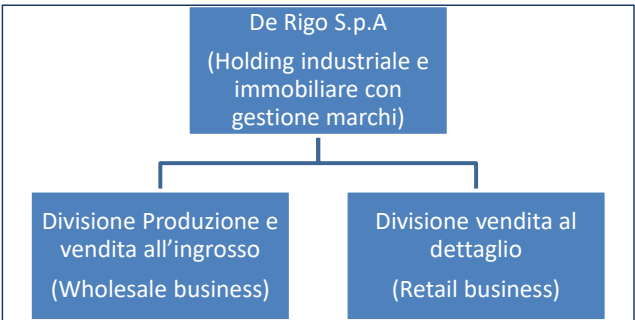 De Rigo S.p.A
(Holding industriale e
immobiliare con
gestione marchi)
Divisione Produzione e
vendita all’ingrosso
(Wholesale business)
Divisione vendita al
dettaglio
(Retail business)